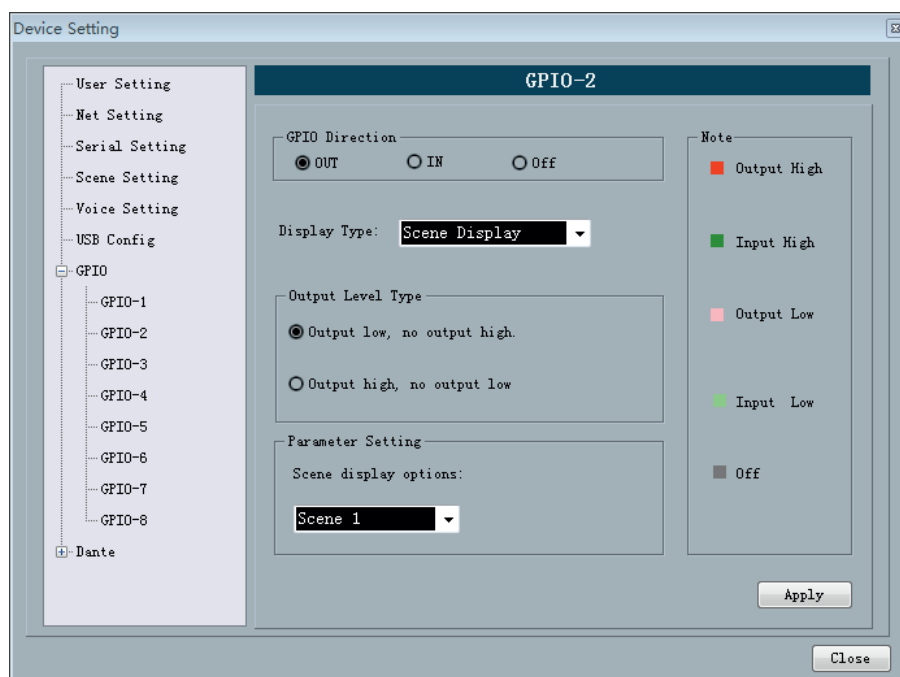 Device Setting
User Setting
Net Setting
Serial Setting
Scene Setting
Voice Setting
USB Config
GPIO
GPIO-1
GPIO-2
GPIO-3
GPIO-4
GPIO-5
GPIO-6
GPIO-7
GPIO-8
Dante
GPIO-2
GPIO Direction
OUT IN Off
Display Type: Scene Display
Output Level Type
Output low, no output high.
Output high, no output low
Parameter Setting
Scene display options:
Scene 1
Note
Output High
Input High
Output Low
Input Low
Off
Apply
Close